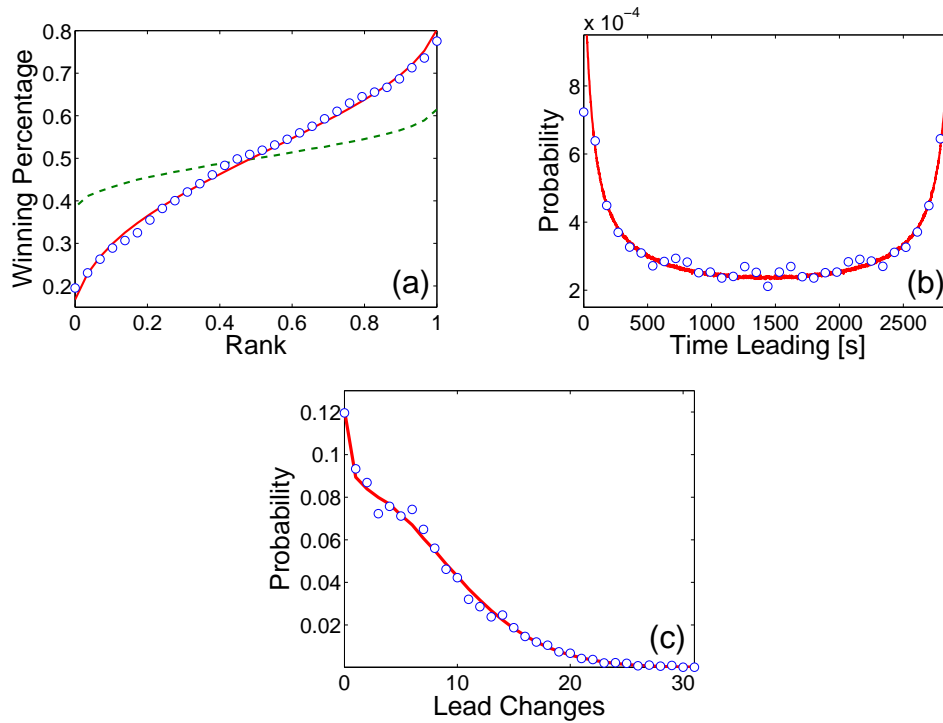 0.8
0.7
0.6
0.5
0.4
0.3
0.2
Winning Percentage
0 0.2 0.4 0.6 0.8 1
Rank
(a)
x 10⁻⁴
8
6
4
2
Probability
0 500 1000 1500 2000 2500
Time Leading [s]
(b)
0.12
0.1
0.08
0.06
0.04
0.02
Probability
0 10 20 30
Lead Changes
(c)